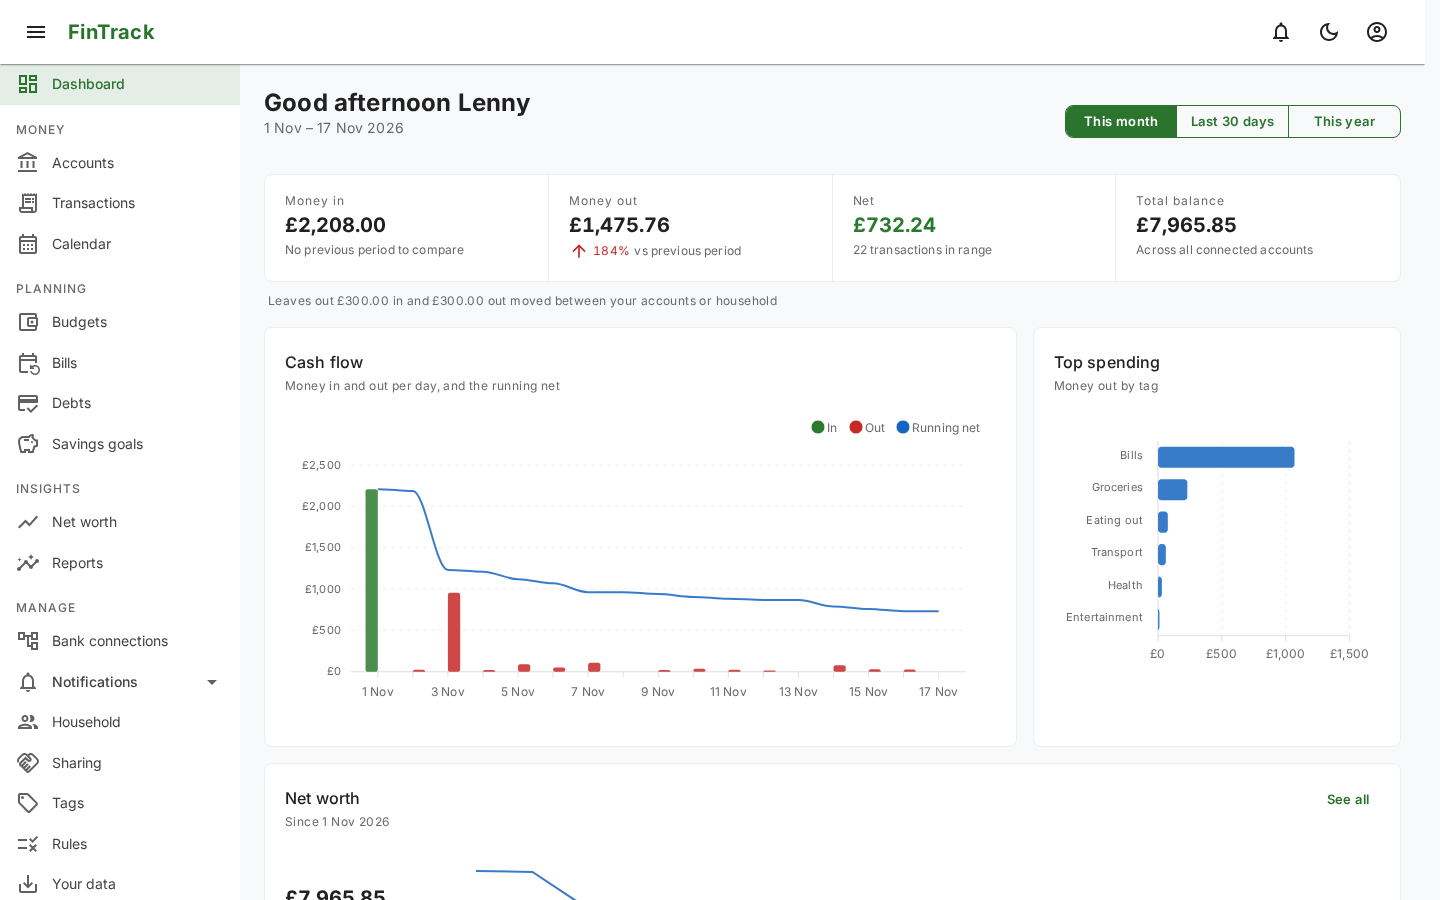 FinTrack
Dashboard
MONEY
Accounts
Transactions
Calendar
PLANNING
Budgets
Bills
Debts
Savings goals
INSIGHTS
Net worth
Reports
MANAGE
Bank connections
Notifications
Household
Sharing
Tags
Rules
Your data
Good afternoon Lenny
1 Nov – 17 Nov 2026
This month
Last 30 days
This year
Money in
£2,208.00
No previous period to compare
Money out
£1,475.76
184% vs previous period
Net
£732.24
22 transactions in range
Total balance
£7,965.85
Across all connected accounts
Leaves out £300.00 in and £300.00 out moved between your accounts or household
Cash flow
Money in and out per day, and the running net
In
Out
Running net
£2,500
£2,000
£1,500
£1,000
£500
£0
1 Nov
3 Nov
5 Nov
7 Nov
9 Nov
11 Nov
13 Nov
15 Nov
17 Nov
Top spending
Money out by tag
Bills
Groceries
Eating out
Transport
Health
Entertainment
£0
£500
£1,000
£1,500
Net worth
Since 1 Nov 2026
See all
£7,965.85